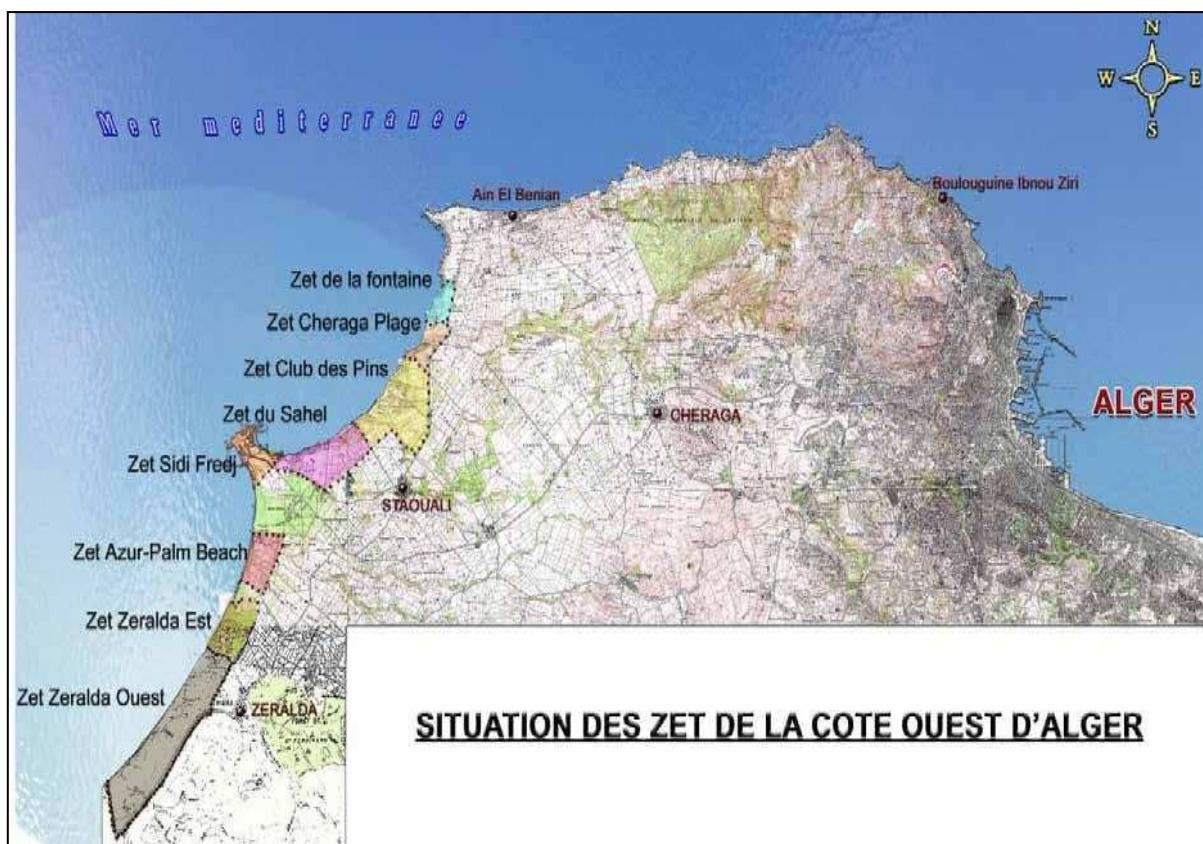 N
W E
S
Mer mediterranee
Ain El Benian
Boulouguine Ibnou Ziri
Zet de la fontaine
Zet Cheraga Plage
Zet Club des Pins
ALGER
Zet du Sahel
CHERAGA
Zet Sidi Fredj
STAOUALI
Zet Azur-Palm Beach
Zet Zeralda Est
Zet Zeralda Ouest
ZERALDA
SITUATION DES ZET DE LA COTE OUEST D'ALGER